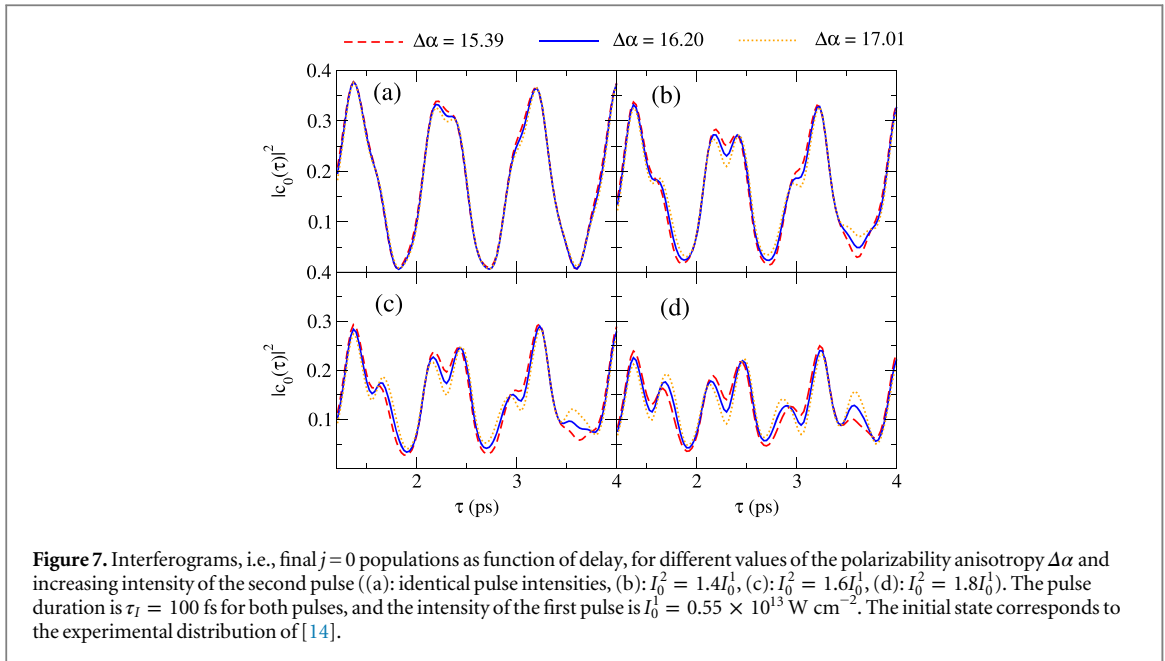 Δα = 15.39 Δα = 16.20 Δα = 17.01
0.4
(a) (b)
0.3
|c₀(τ)|²
0.2
0.1
0.4
(c) (d)
0.3
|c₀(τ)|²
0.2
0.1
2 3 4 2 3 4
τ (ps) τ (ps)
Figure 7. Interferograms, i.e., final j = 0 populations as function of delay, for different values of the polarizability anisotropy Δα and
increasing intensity of the second pulse ((a): identical pulse intensities, (b): I₀² = 1.4I₀¹, (c): I₀² = 1.6I₀¹, (d): I₀² = 1.8I₀¹). The pulse
duration is τ_I = 100 fs for both pulses, and the intensity of the first pulse is I₀¹ = 0.55 × 10¹³ W cm⁻². The initial state corresponds to
the experimental distribution of [14].